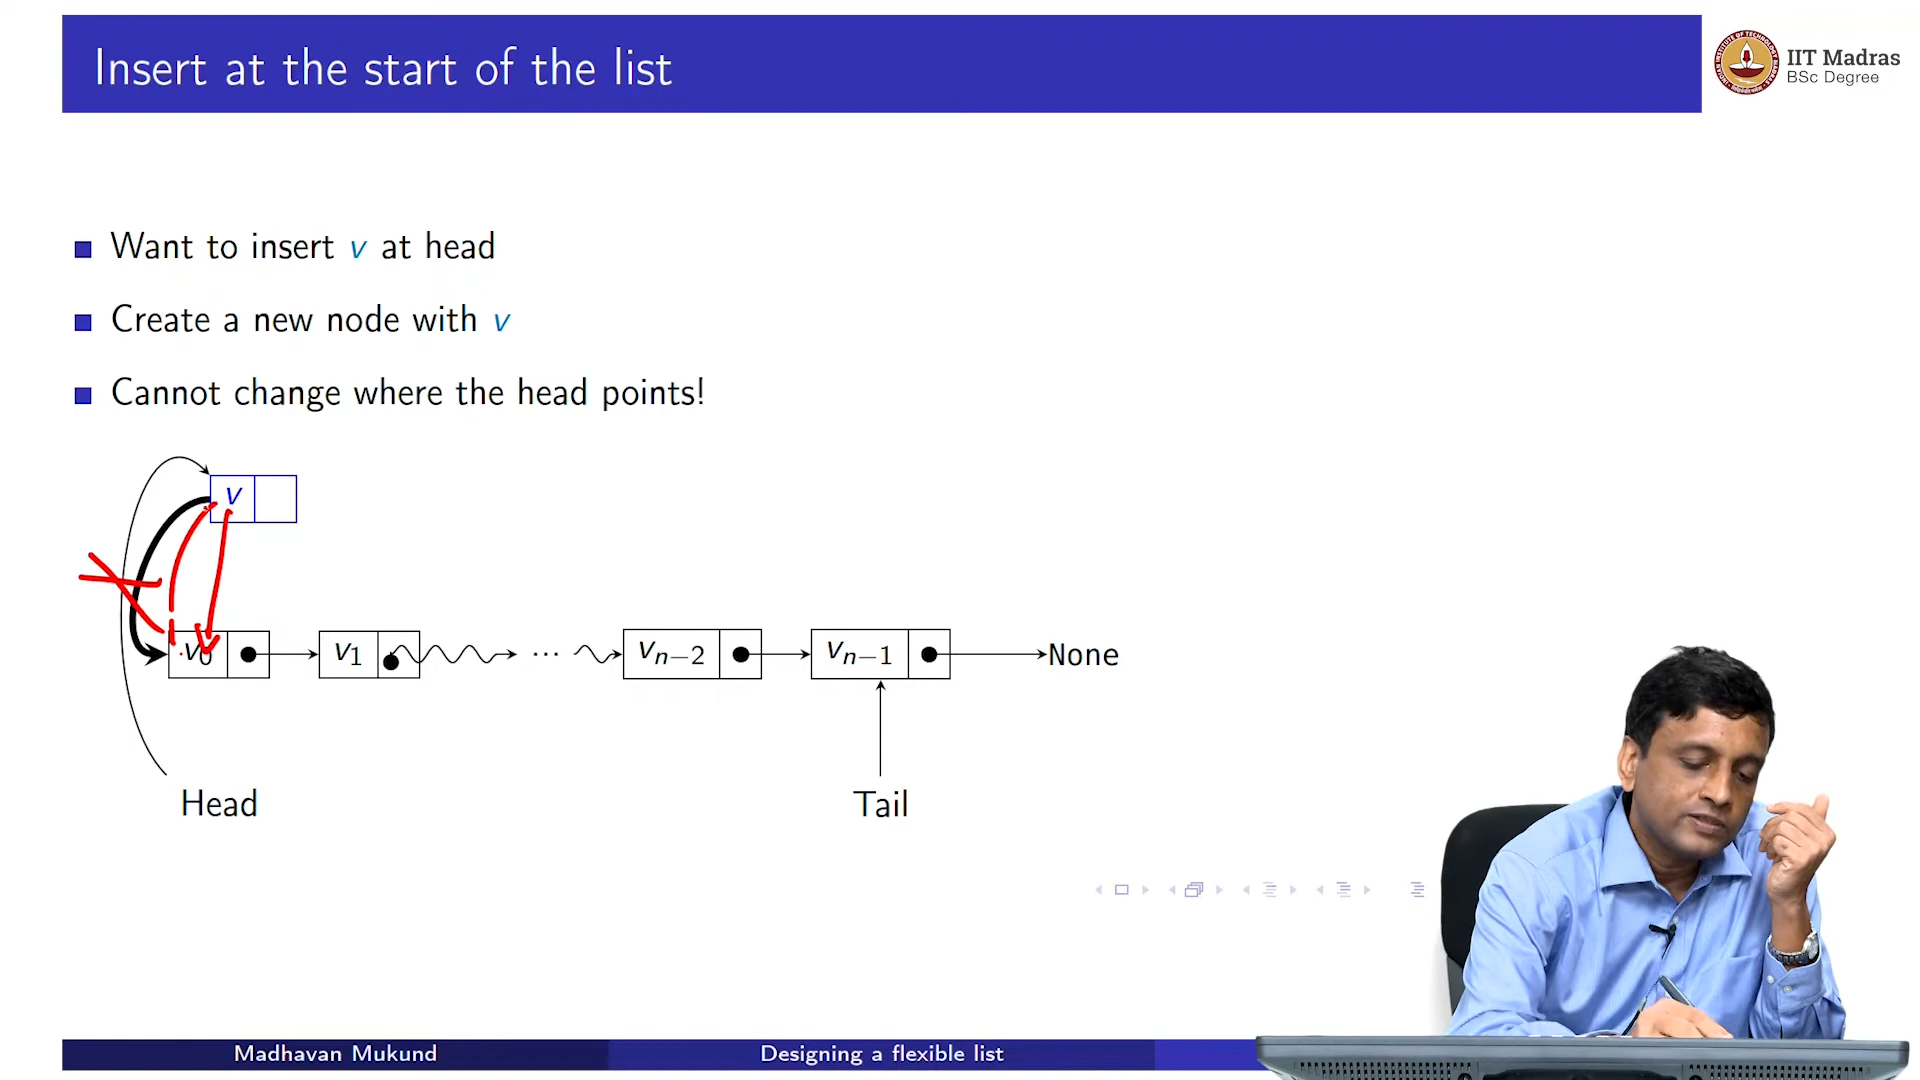 Insert at the start of the list
IIT Madras
BSc Degree
Want to insert v at head
Create a new node with v
Cannot change where the head points!
v
v0 v1 ··· vn−2 vn−1 None
Head Tail
Madhavan Mukund Designing a flexible list